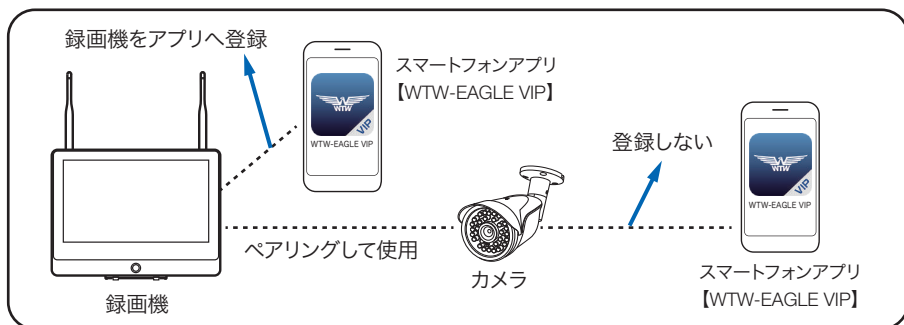 録画機をアプリへ登録
スマートフォンアプリ
【WTW-EAGLE VIP】
WTW
VIP
WTW-EAGLE VIP
登録しない
WTW
VIP
WTW-EAGLE VIP
ペアリングして使用
カメラ
録画機
スマートフォンアプリ
【WTW-EAGLE VIP】